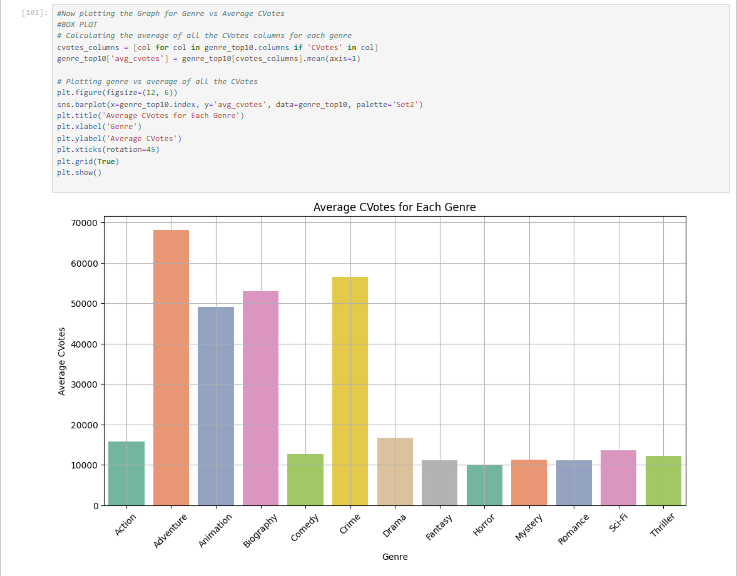 [101]:
#Now plotting the Graph for Genre vs Average CVotes
#BOX PLOT
# Calculating the average of all the CVotes columns for each genre
cvotes_columns = [col for col in genre_top10.columns if 'CVotes' in col]
genre_top10['avg_cvotes'] = genre_top10[cvotes_columns].mean(axis=1)
# Plotting genre vs average of all the CVotes
plt.figure(figsize=(12, 6))
sns.barplot(x=genre_top10.index, y='avg_cvotes', data=genre_top10, palette='Set2')
plt.title('Average CVotes for Each Genre')
plt.xlabel('Genre')
plt.ylabel('Average CVotes')
plt.xticks(rotation=45)
plt.grid(True)
plt.show()
Average CVotes for Each Genre
70000
60000
50000
40000
30000
20000
10000
0
Average CVotes
Action
Adventure
Animation
Biography
Comedy
Crime
Drama
Fantasy
Horror
Mystery
Romance
Sci-Fi
Thriller
Genre